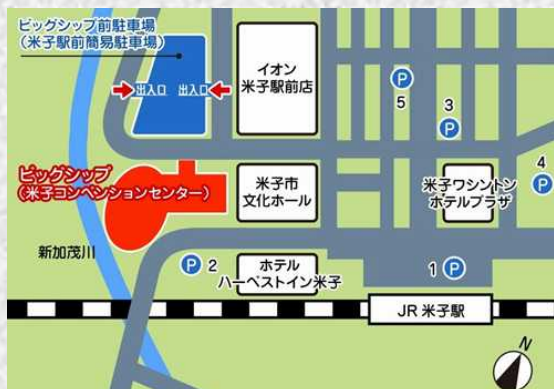 ビッグシップ前駐車場
（米子駅前簡易駐車場）
出入口 出入口
イオン
米子駅前店
P
5
3
P
4
P
ビッグシップ
（米子コンベンションセンター）
米子市
文化ホール
米子ワシントン
ホテルプラザ
新加茂川
P 2
ホテル
ハーベストイン米子
1 P
JR 米子駅
N